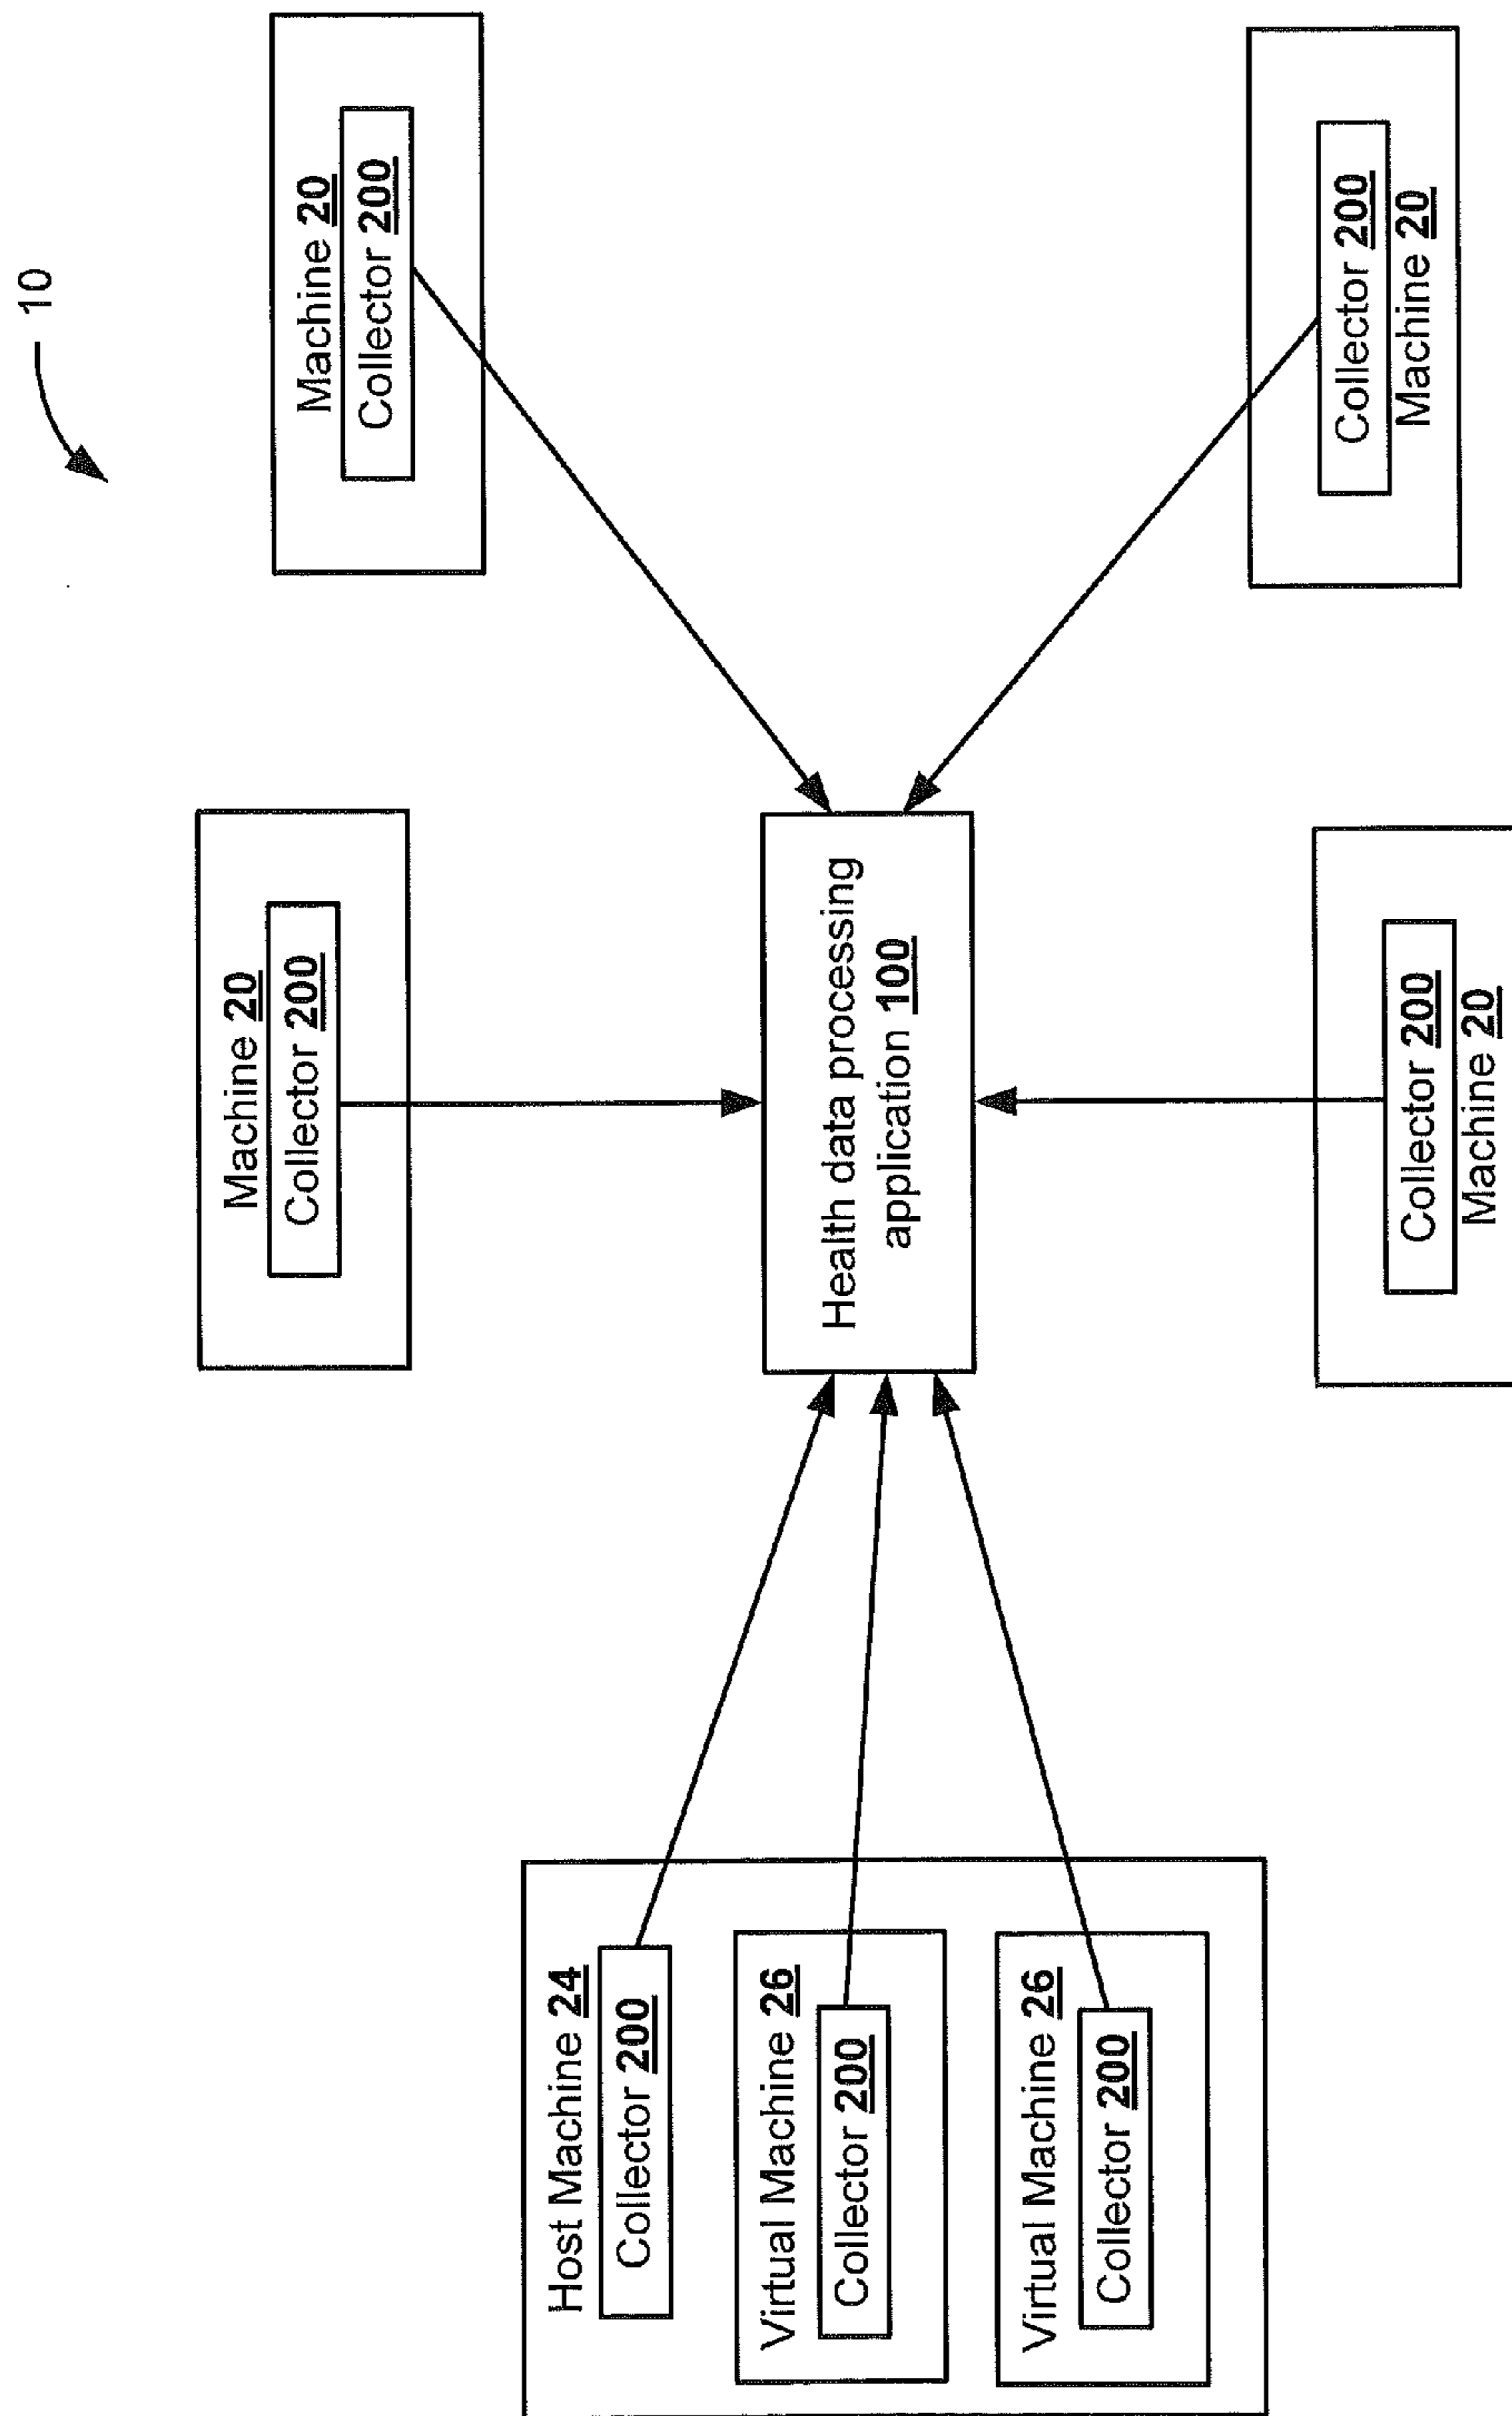 10
Machine 20
Collector 200
Machine 20
Collector 200
Host Machine 24
Collector 200
Virtual Machine 26
Collector 200
Virtual Machine 26
Collector 200
Health data processing
application 100
Collector 200
Machine 20
Collector 200
Machine 20